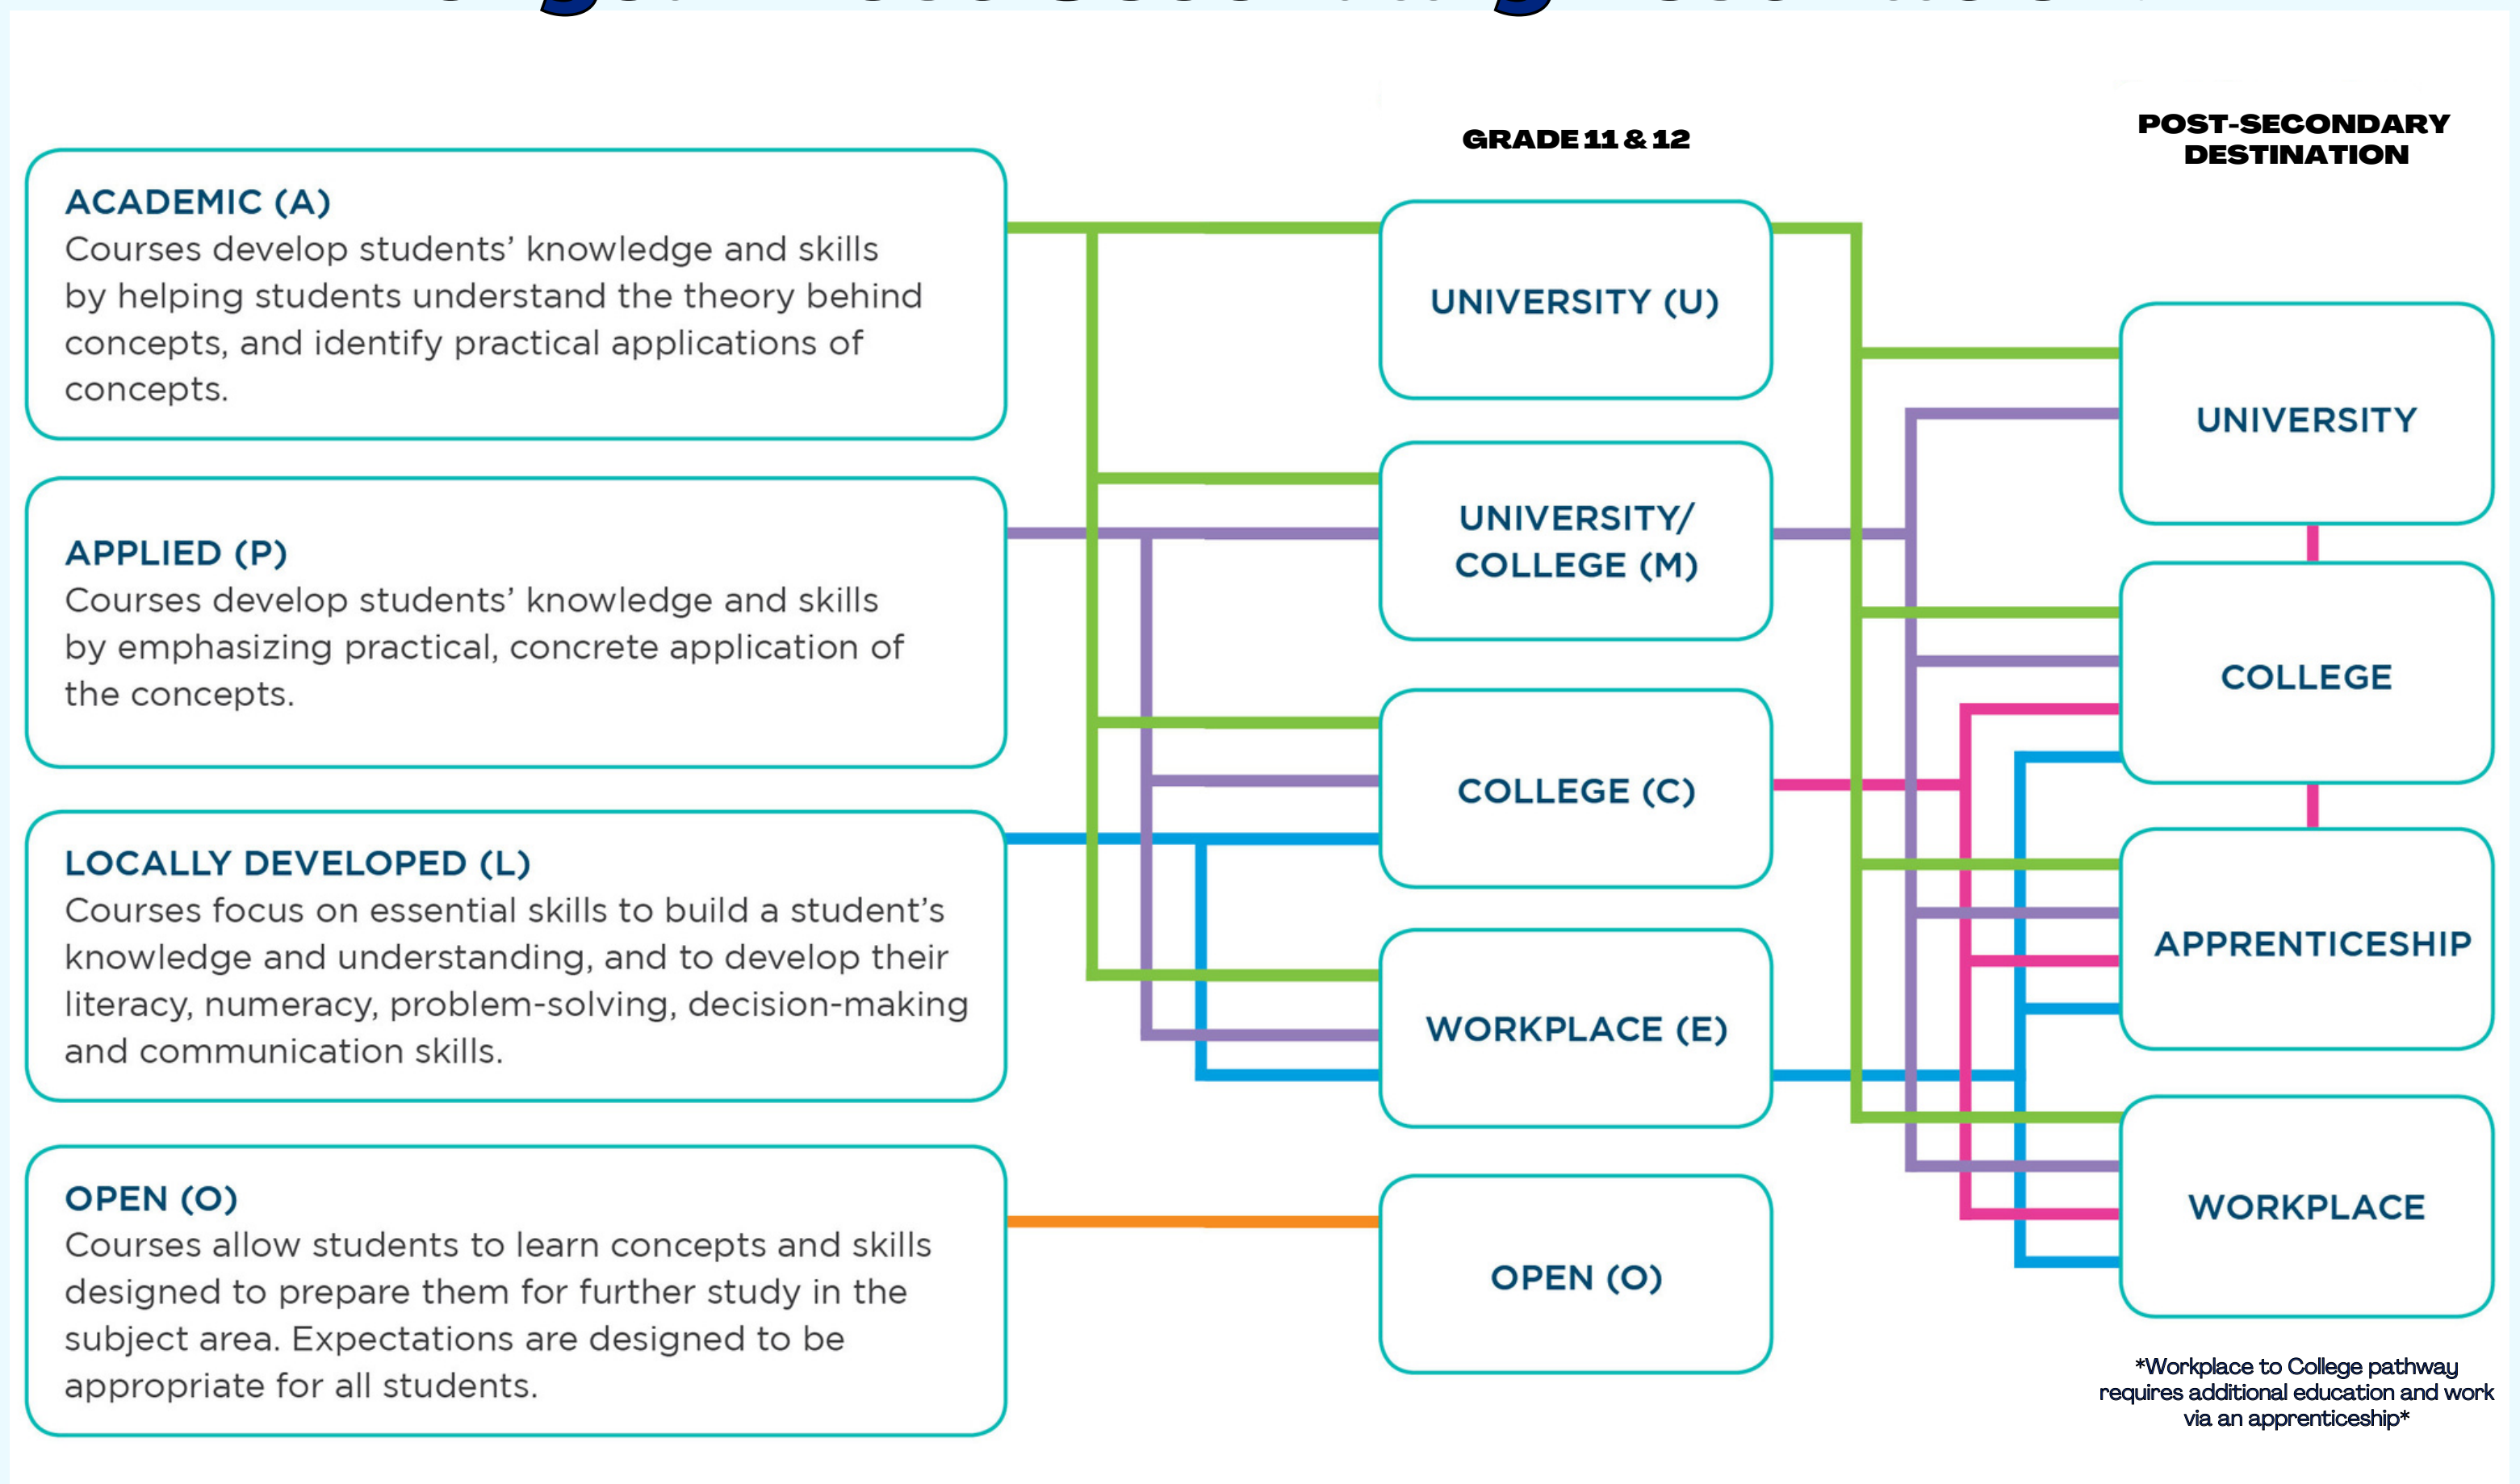 ACADEMIC (A)
Courses develop students’ knowledge and skills
by helping students understand the theory behind
concepts, and identify practical applications of
concepts.
APPLIED (P)
Courses develop students’ knowledge and skills
by emphasizing practical, concrete application of
the concepts.
LOCALLY DEVELOPED (L)
Courses focus on essential skills to build a student’s
knowledge and understanding, and to develop their
literacy, numeracy, problem-solving, decision-making
and communication skills.
OPEN (O)
Courses allow students to learn concepts and skills
designed to prepare them for further study in the
subject area. Expectations are designed to be
appropriate for all students.
GRADE 11 & 12
UNIVERSITY (U)
UNIVERSITY/
COLLEGE (M)
COLLEGE (C)
WORKPLACE (E)
OPEN (O)
POST-SECONDARY
DESTINATION
UNIVERSITY
COLLEGE
APPRENTICESHIP
WORKPLACE
*Workplace to College pathway
requires additional education and work
via an apprenticeship*